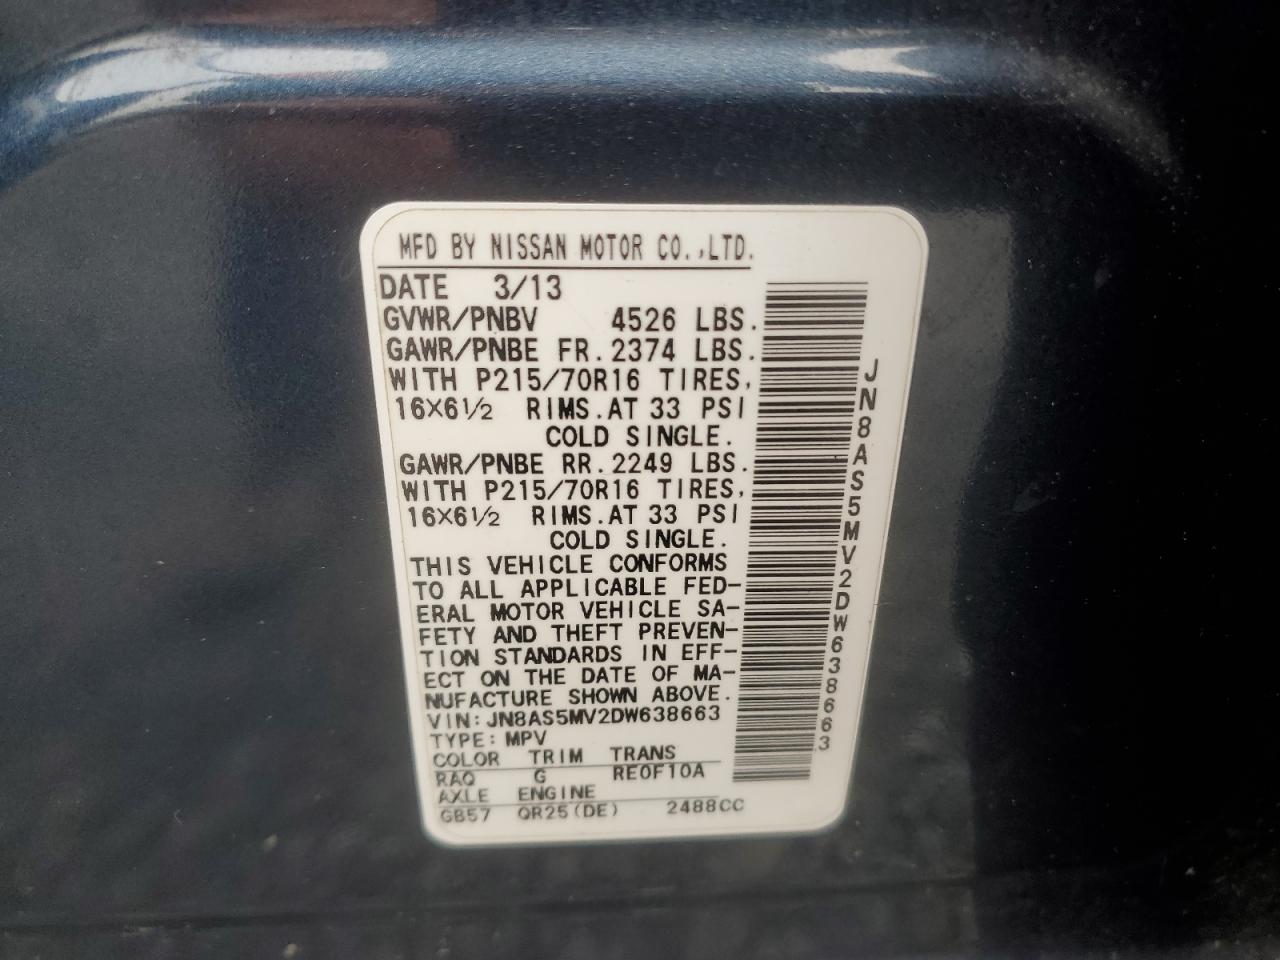 MFD BY NISSAN MOTOR CO.,LTD.
DATE 3/13
GVWR/PNBV 4526 LBS.
GAWR/PNBE FR.2374 LBS.
WITH P215/70R16 TIRES,
16×6½ RIMS.AT 33 PSI
COLD SINGLE.
GAWR/PNBE RR.2249 LBS.
WITH P215/70R16 TIRES,
16×6½ RIMS.AT 33 PSI
COLD SINGLE.
THIS VEHICLE CONFORMS
TO ALL APPLICABLE FED-
ERAL MOTOR VEHICLE SA-
FETY AND THEFT PREVEN-
TION STANDARDS IN EFF-
ECT ON THE DATE OF MA-
NUFACTURE SHOWN ABOVE.
VIN:JN8AS5MV2DW638663
TYPE:MPV
COLOR TRIM TRANS
RAQ G RE0F10A
AXLE ENGINE
GB57 QR25(DE) 2488CC
JN8AS5MV2DW638663